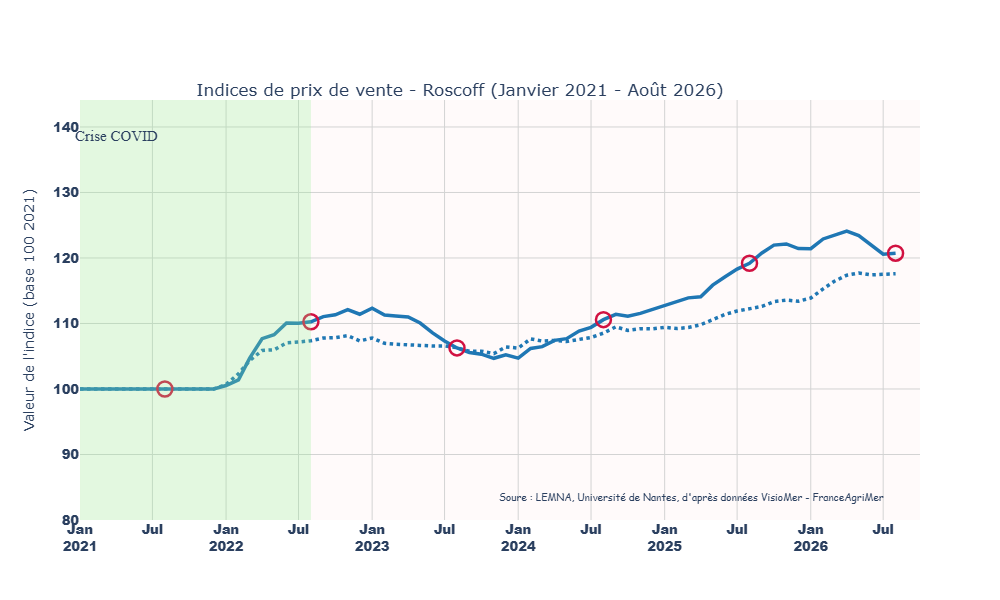 Indices de prix de vente - Roscoff (Janvier 2021 - Août 2026)
Valeur de l'indice (base 100 2021)
140
Crise COVID
130
120
110
100
90
80
Soure : LEMNA, Université de Nantes, d'après données VisioMer - FranceAgriMer
Jan Jul Jan Jul Jan Jul Jan Jul Jan Jul Jan Jul
2021 2022 2023 2024 2025 2026